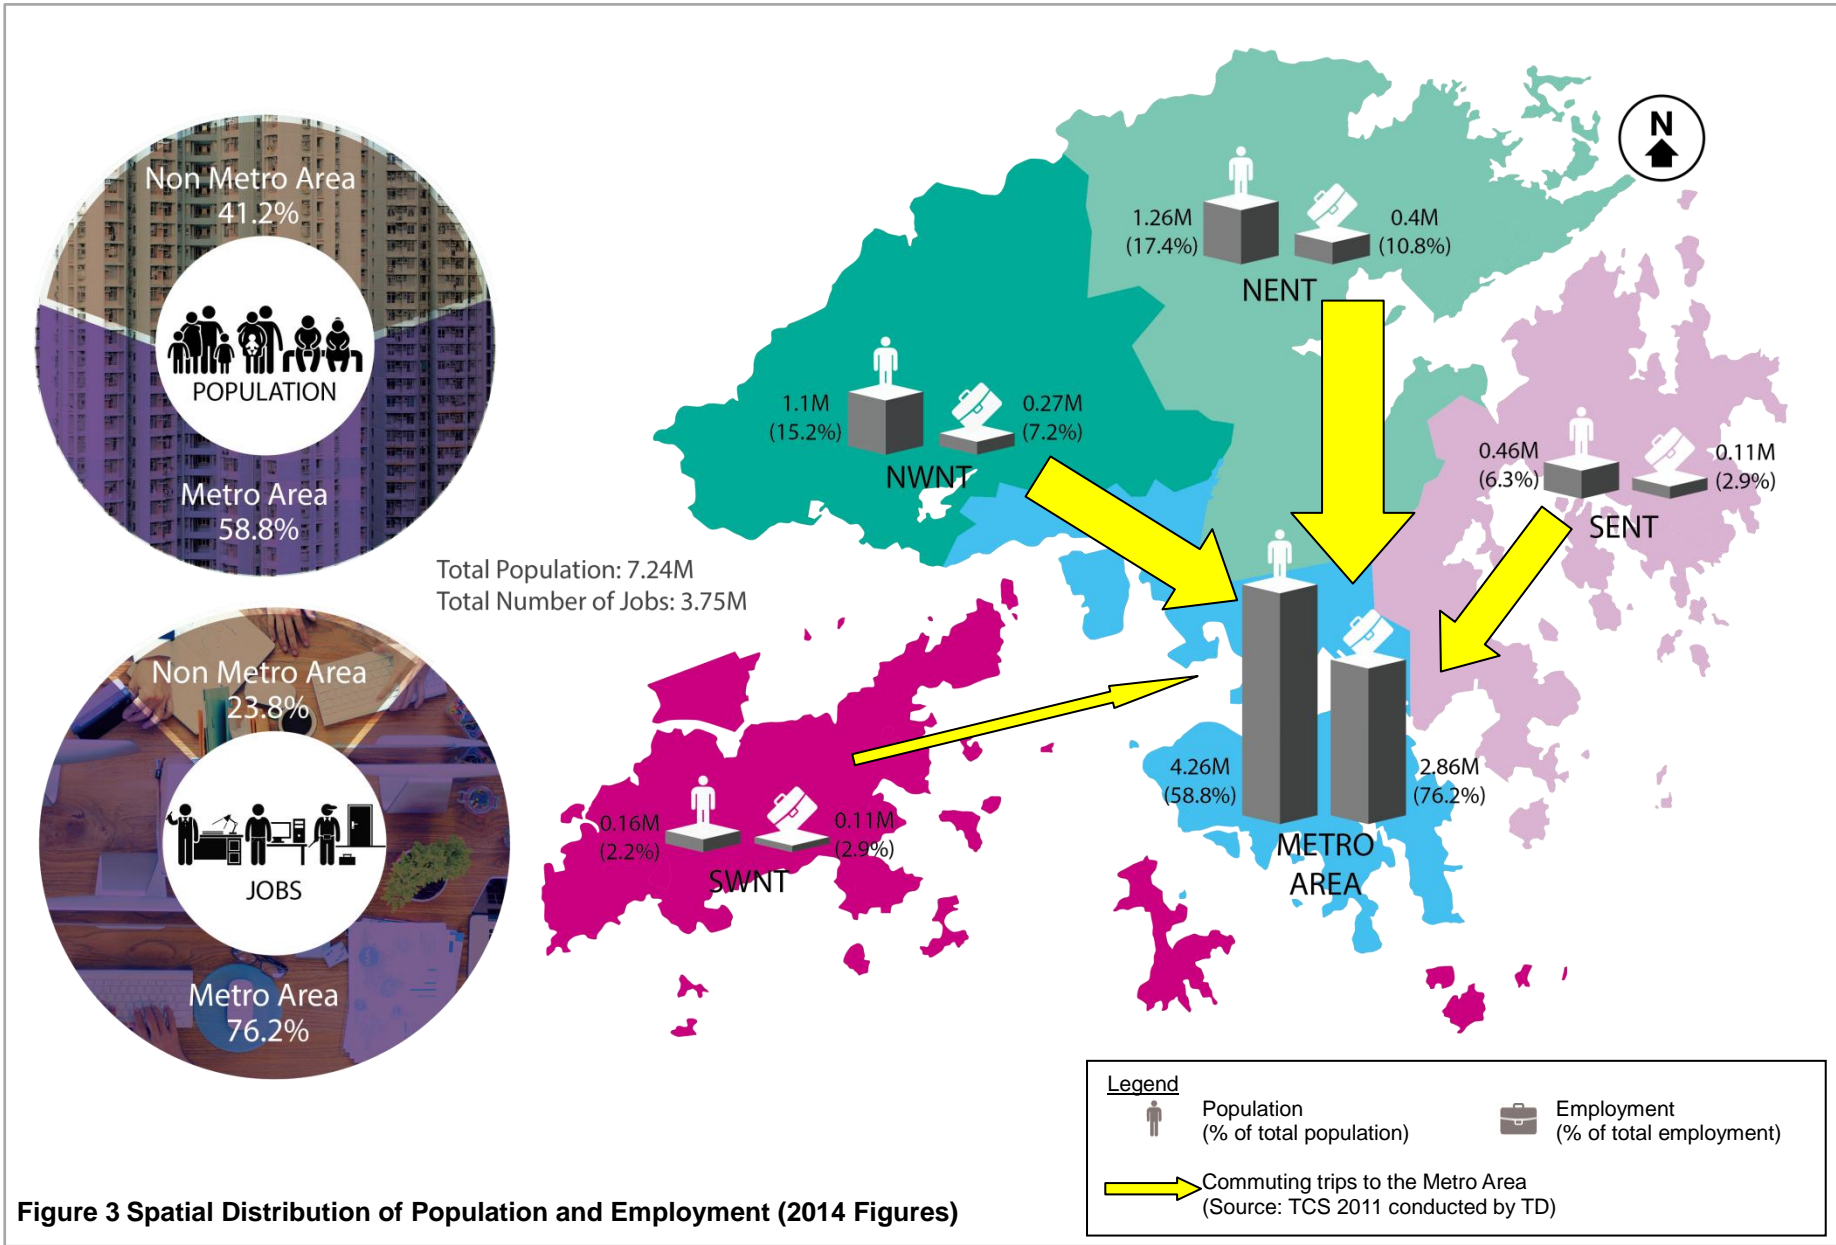 Non Metro Area
41.2%
POPULATION
Metro Area
58.8%
Total Population: 7.24M
Total Number of Jobs: 3.75M
Non Metro Area
23.8%
JOBS
Metro Area
76.2%
N
1.26M
(17.4%)
0.4M
(10.8%)
NENT
1.1M
(15.2%)
0.27M
(7.2%)
NWNT
0.46M
(6.3%)
0.11M
(2.9%)
SENT
4.26M
(58.8%)
2.86M
(76.2%)
METRO
AREA
0.16M
(2.2%)
0.11M
(2.9%)
SWNT
Legend
Population
(% of total population)
Employment
(% of total employment)
Commuting trips to the Metro Area
(Source: TCS 2011 conducted by TD)
Figure 3 Spatial Distribution of Population and Employment (2014 Figures)